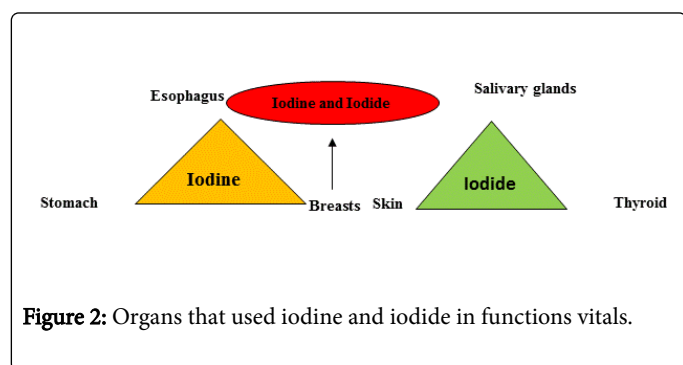 Salivary glands
Esophagus
Iodine and Iodide
Iodine
Iodide
Stomach
Breasts
Skin
Thyroid
Figure 2: Organs that used iodine and iodide in functions vitals.